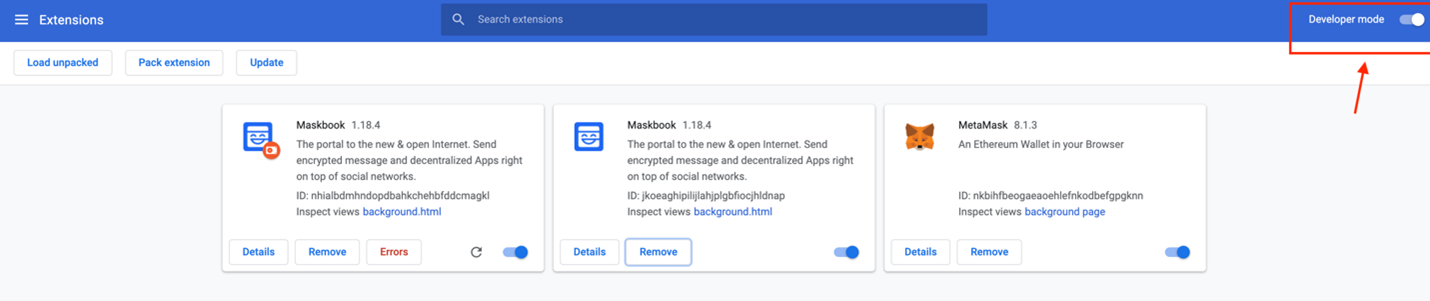 Extensions
Search extensions
Developer mode
Load unpacked
Pack extension
Update
Maskbook 1.18.4
The portal to the new & open Internet. Send
encrypted message and decentralized Apps right
on top of social networks.
ID: nhialbdmhndopdbahkchehbfddcmagkl
Inspect views background.html
Details
Remove
Errors
Maskbook 1.18.4
The portal to the new & open Internet. Send
encrypted message and decentralized Apps right
on top of social networks.
ID: jkoeaghipilijlahjplgbfiocjhldnap
Inspect views background.html
Details
Remove
MetaMask 8.1.3
An Ethereum Wallet in your Browser
ID: nkbihfbeogaeaoehlefnkodbefgpgknn
Inspect views background page
Details
Remove